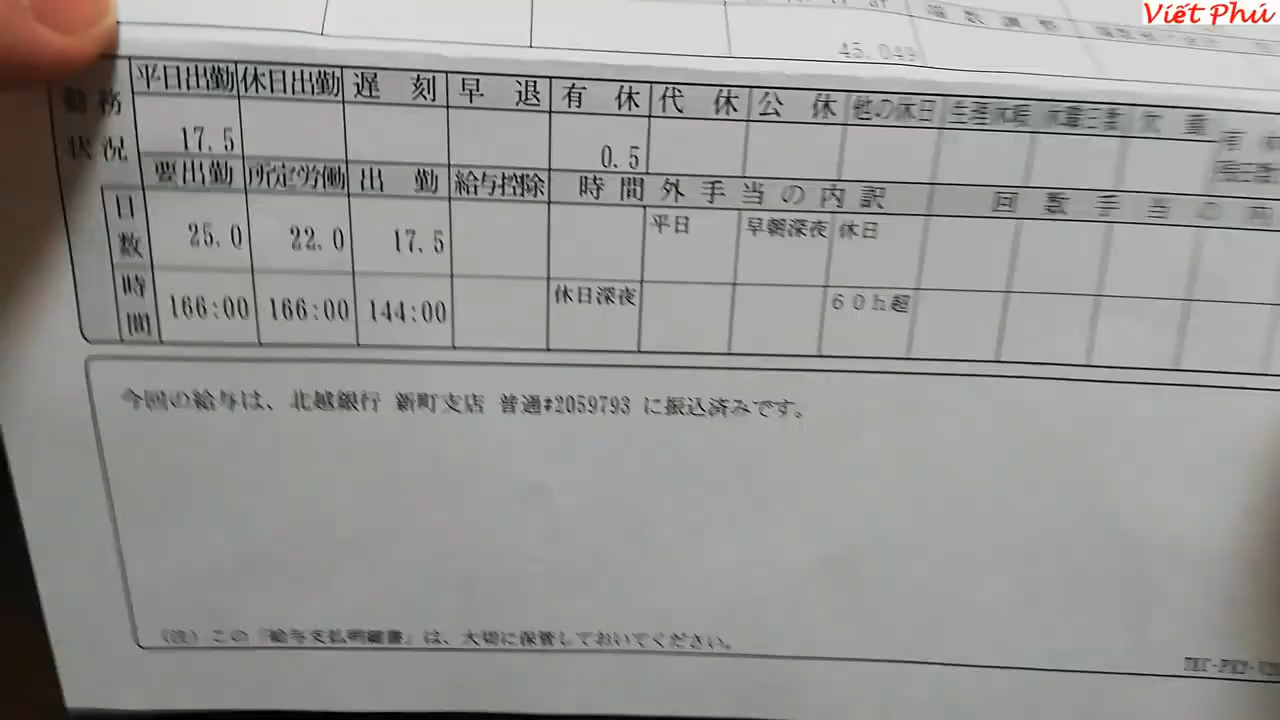 Việt Phú
45,049
平日出勤 休日出勤 遅刻 早退 有休 代休 公休 他の休日 生理休暇
勤務状況
17.5 0.5
要出勤 所定労働 出勤 給与控除 時間外手当の内訳 回数手当の内
日数 25.0 22.0 17.5 平日 早朝深夜 休日
時間 166:00 166:00 144:00 休日深夜 60h超
今回の給与は、北越銀行 新町支店 普通#2059793 に振込済みです。
(注) この「給与支払明細書」は、大切に保管しておいてください。